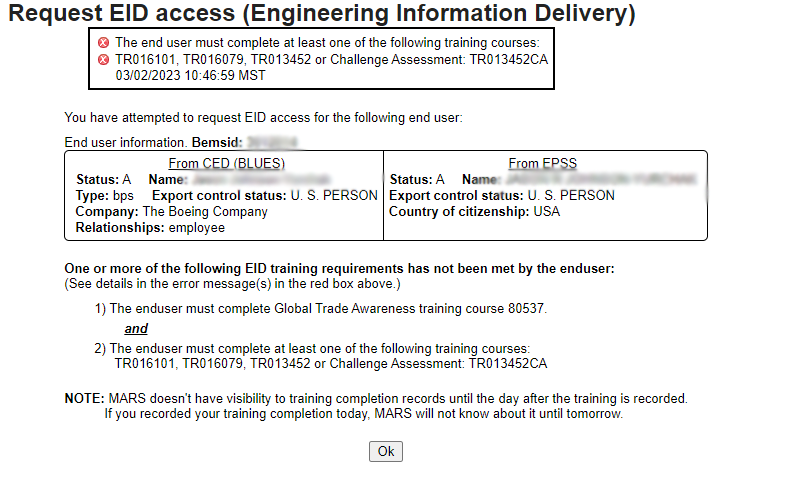 Request EID access (Engineering Information Delivery)
The end user must complete at least one of the following training courses:
TR016101, TR016079, TR013452 or Challenge Assessment: TR013452CA
03/02/2023 10:46:59 MST
You have attempted to request EID access for the following end user:
End user information. Bemsid:
From CED (BLUES)
Status: A Name:
Type: bps Export control status: U. S. PERSON
Company: The Boeing Company
Relationships: employee
From EPSS
Status: A Name:
Export control status: U. S. PERSON
Country of citizenship: USA
One or more of the following EID training requirements has not been met by the enduser:
(See details in the error message(s) in the red box above.)
1) The enduser must complete Global Trade Awareness training course 80537.
and
2) The enduser must complete at least one of the following training courses:
TR016101, TR016079, TR013452 or Challenge Assessment: TR013452CA
NOTE: MARS doesn't have visibility to training completion records until the day after the training is recorded.
If you recorded your training completion today, MARS will not know about it until tomorrow.
Ok